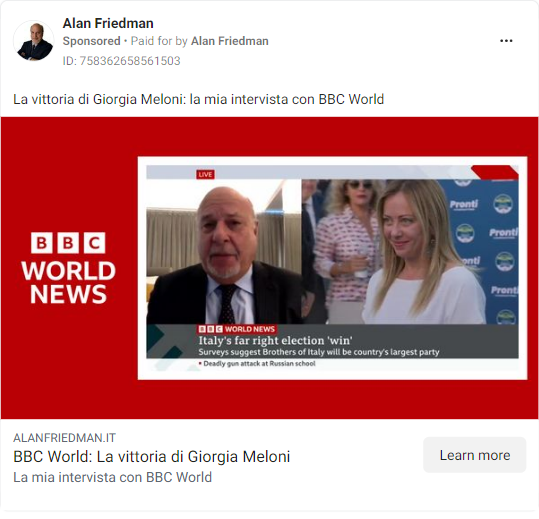 Alan Friedman
Sponsored • Paid for by Alan Friedman
ID: 758362658561503
La vittoria di Giorgia Meloni: la mia intervista con BBC World
LIVE
BBC
WORLD
NEWS
Pronti
Pronti
Pronti
BBC WORLD NEWS
Italy's far right election 'win'
Surveys suggest Brothers of Italy will be country's largest party
• Deadly gun attack at Russian school
ALANFRIEDMAN.IT
BBC World: La vittoria di Giorgia Meloni
La mia intervista con BBC World
Learn more